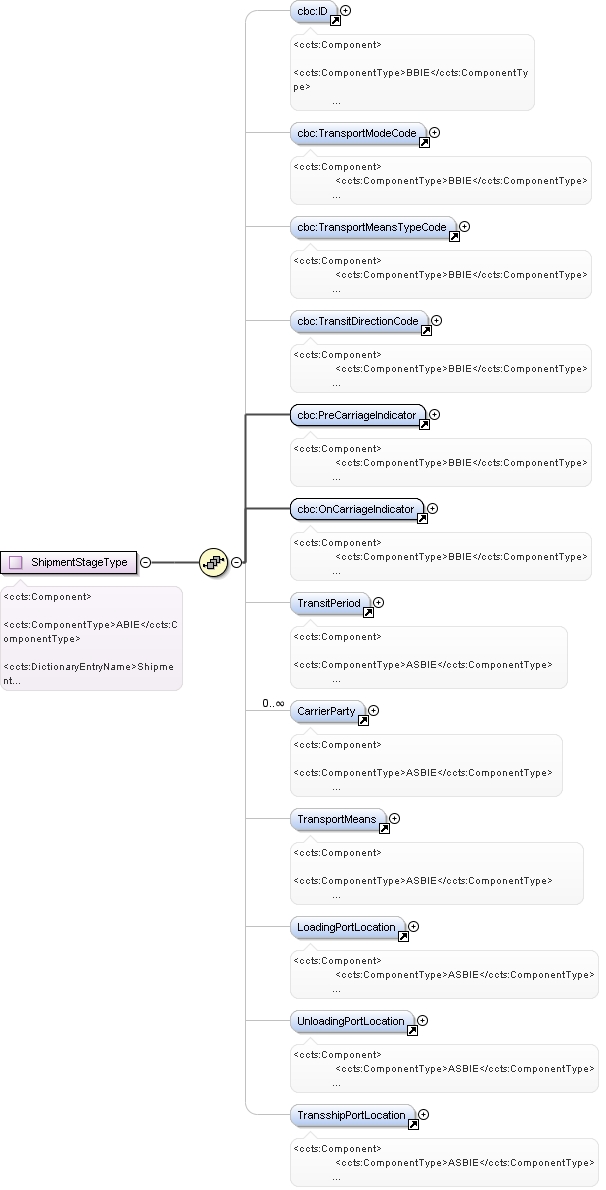 cbc:ID
<ccts:Component>
<ccts:ComponentType>BBIE</ccts:ComponentTy
pe>
...
cbc:TransportModeCode
<ccts:Component>
<ccts:ComponentType>BBIE</ccts:ComponentType>
...
cbc:TransportMeansTypeCode
<ccts:Component>
<ccts:ComponentType>BBIE</ccts:ComponentType>
...
cbc:TransitDirectionCode
<ccts:Component>
<ccts:ComponentType>BBIE</ccts:ComponentType>
...
cbc:PreCarriageIndicator
<ccts:Component>
<ccts:ComponentType>BBIE</ccts:ComponentType>
...
cbc:OnCarriageIndicator
<ccts:Component>
<ccts:ComponentType>BBIE</ccts:ComponentType>
...
ShipmentStageType
<ccts:Component>
<ccts:ComponentType>ABIE</ccts:C
omponentType>
<ccts:DictionaryEntryName>Shipme
nt...
TransitPeriod
<ccts:Component>
<ccts:ComponentType>ASBIE</ccts:ComponentType>
...
0..∞
CarrierParty
<ccts:Component>
<ccts:ComponentType>ASBIE</ccts:ComponentType>
...
TransportMeans
<ccts:Component>
<ccts:ComponentType>ASBIE</ccts:ComponentType>
...
LoadingPortLocation
<ccts:Component>
<ccts:ComponentType>ASBIE</ccts:ComponentType>
...
UnloadingPortLocation
<ccts:Component>
<ccts:ComponentType>ASBIE</ccts:ComponentType>
...
TransshipPortLocation
<ccts:Component>
<ccts:ComponentType>ASBIE</ccts:ComponentType>
...